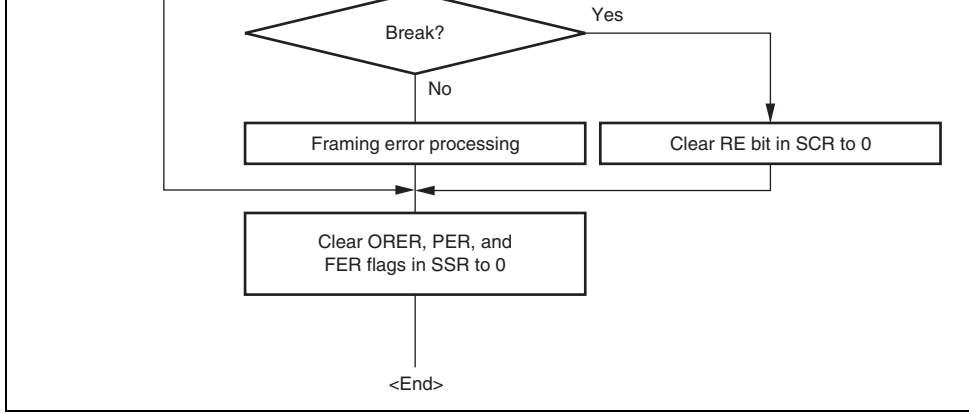 Yes
Break?
No
Framing error processing
Clear RE bit in SCR to 0
Clear ORER, PER, and
FER flags in SSR to 0
<End>